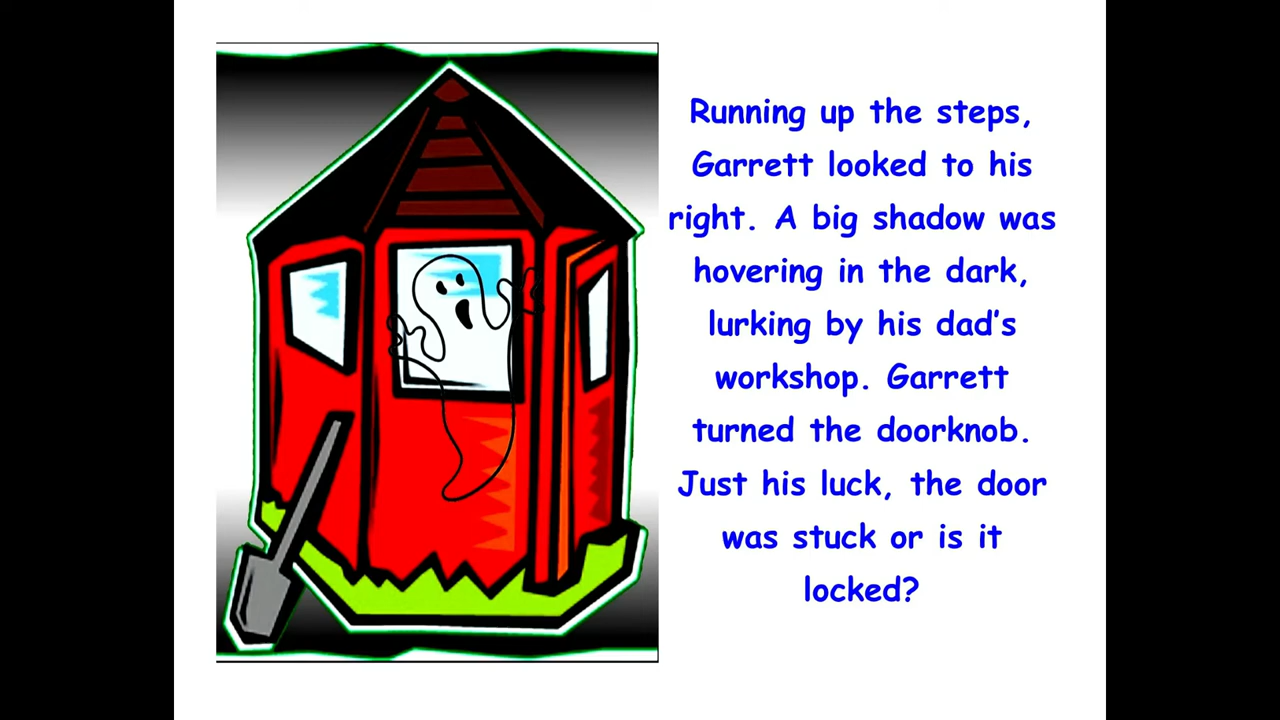 Running up the steps,
Garrett looked to his
right. A big shadow was
hovering in the dark,
lurking by his dad's
workshop. Garrett
turned the doorknob.
Just his luck, the door
was stuck or is it
locked?